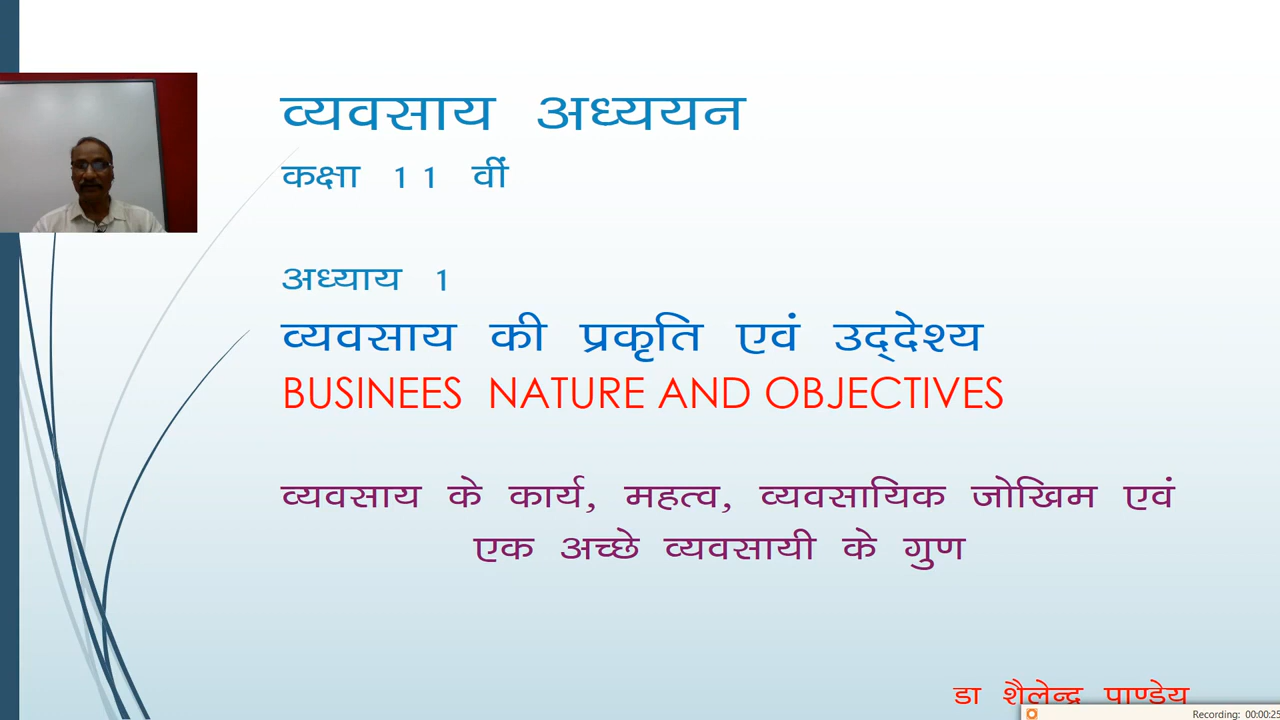 व्यवसाय अध्ययन
कक्षा 11 वीं
अध्याय 1
व्यवसाय की प्रकृति एवं उद्देश्य
BUSINEES NATURE AND OBJECTIVES
व्यवसाय के कार्य, महत्व, व्यवसायिक जोखिम एवं
एक अच्छे व्यवसायी के गुण
डा शैलेन्द्र पाण्डेय
Recording: 00:00:25